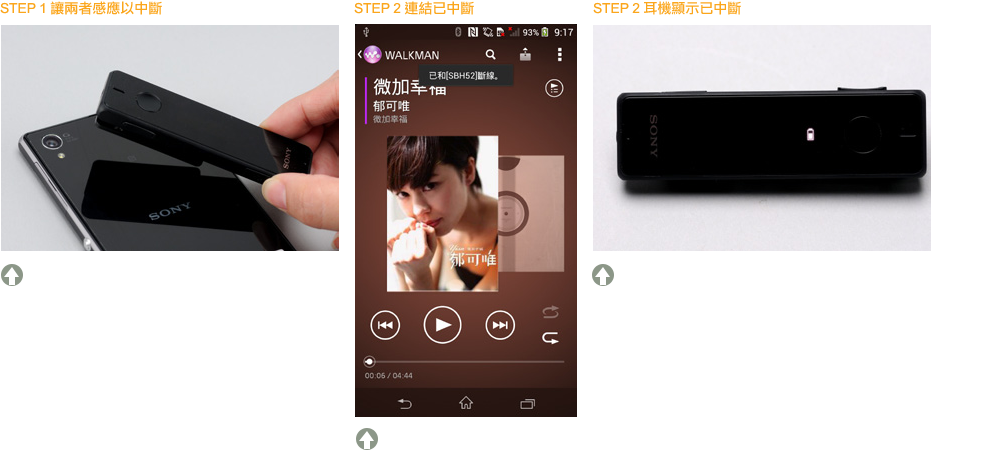 STEP 1 讓兩者感應以中斷
STEP 2 連結已中斷
STEP 2 耳機顯示已中斷
SONY
SONY
93% 9:17
WALKMAN
已和[SBH52]斷線。
微加幸福
郁可唯
微加幸福
郁可唯
00:06 / 04:44
SONY